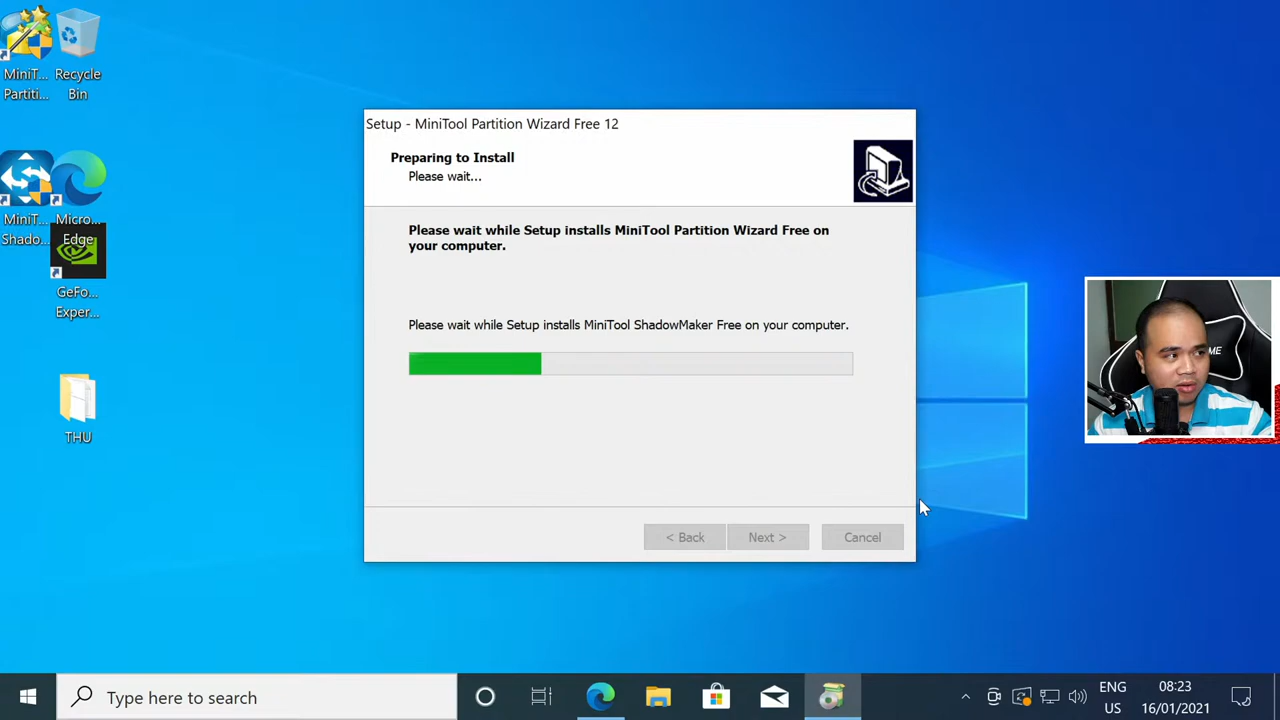 MiniT...
Partiti...
Recycle
Bin
MiniT...
Shado...
Micro...
Edge
GeFo...
Exper...
THU
Setup - MiniTool Partition Wizard Free 12
Preparing to Install
Please wait...
Please wait while Setup installs MiniTool Partition Wizard Free on
your computer.
Please wait while Setup installs MiniTool ShadowMaker Free on your computer.
< Back
Next >
Cancel
Type here to search
ENG
US
08:23
16/01/2021